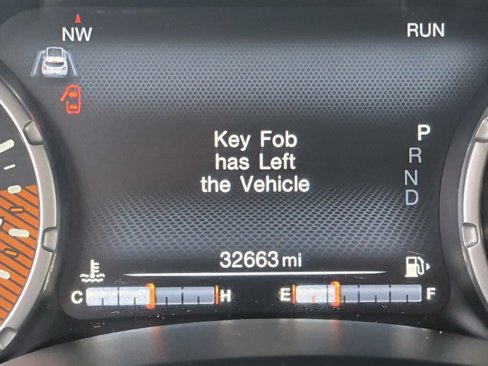 NW
RUN
Key Fob
has Left
the Vehicle
P
R
N
D
32663 mi
C H E F